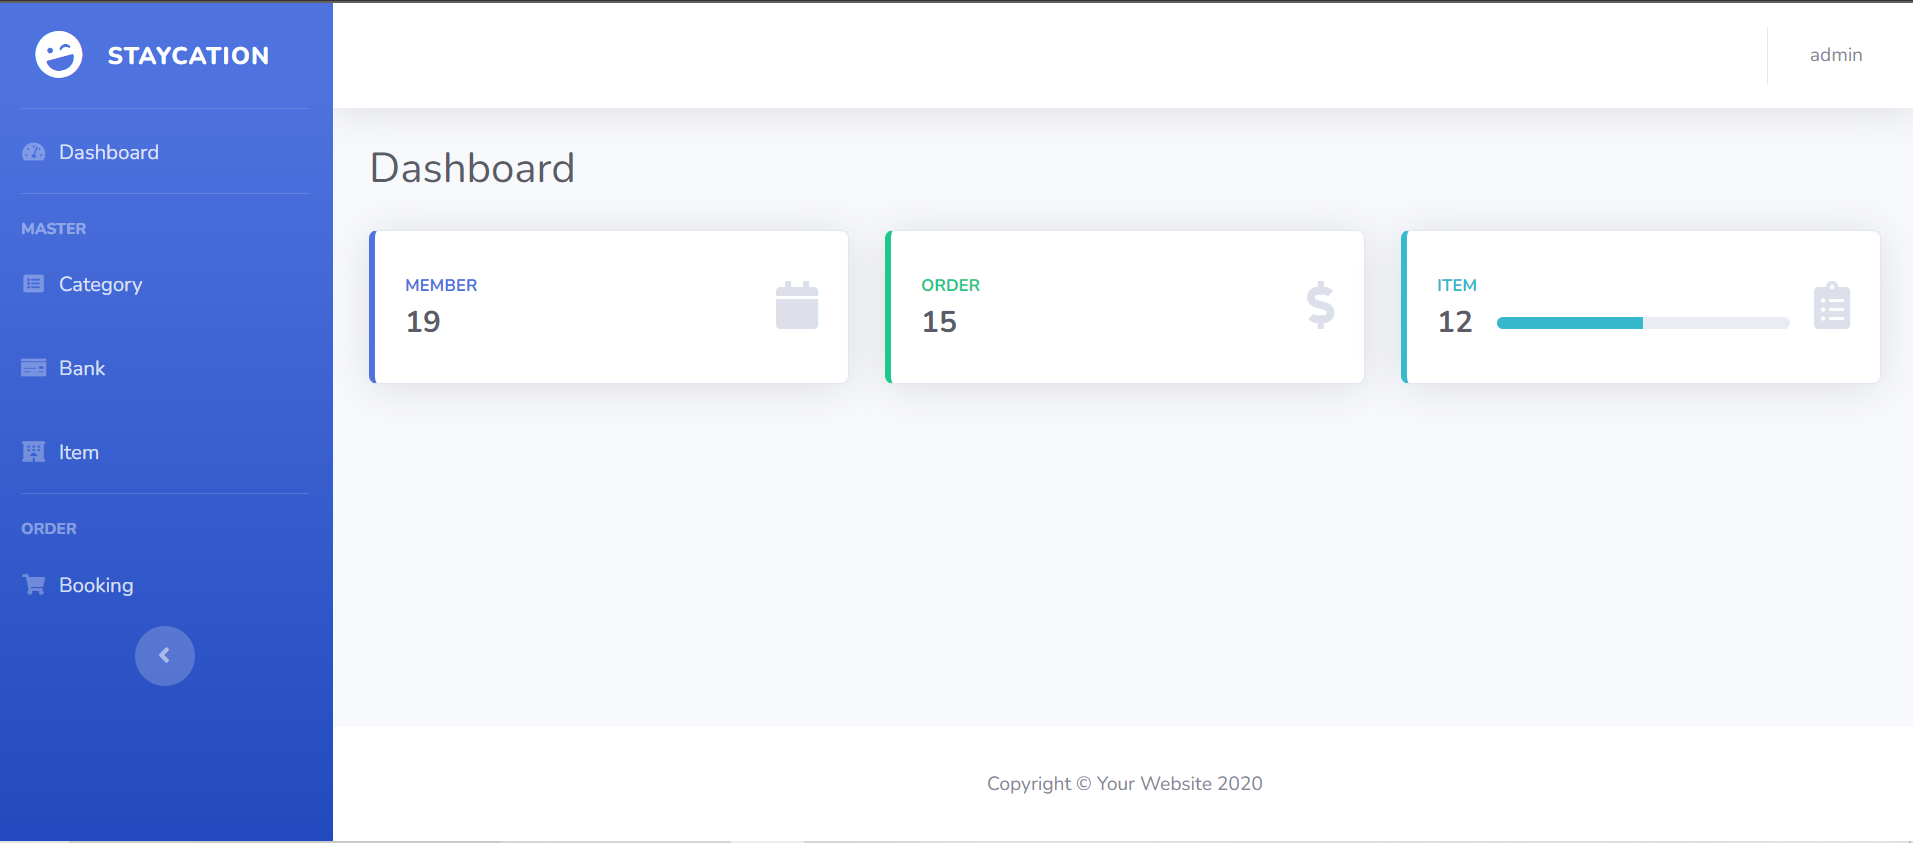 STAYCATION
admin
Dashboard
MASTER
Category
Bank
Item
ORDER
Booking
Dashboard
MEMBER
19
ORDER
15
ITEM
12
Copyright © Your Website 2020